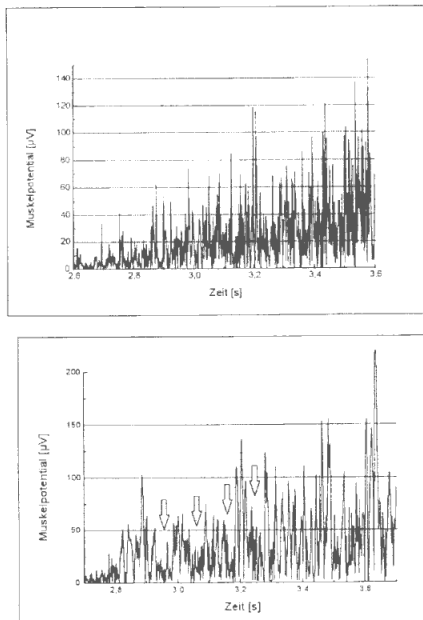 Muskelpotential [µV]
140
120
100
80
60
40
20
0
2,6 2,8 3,0 3,2 3,4 3,6
Zeit [s]
Muskelpotential [µV]
200
150
100
50
0
2,8 3,0 3,2 3,4 3,6
Zeit [s]